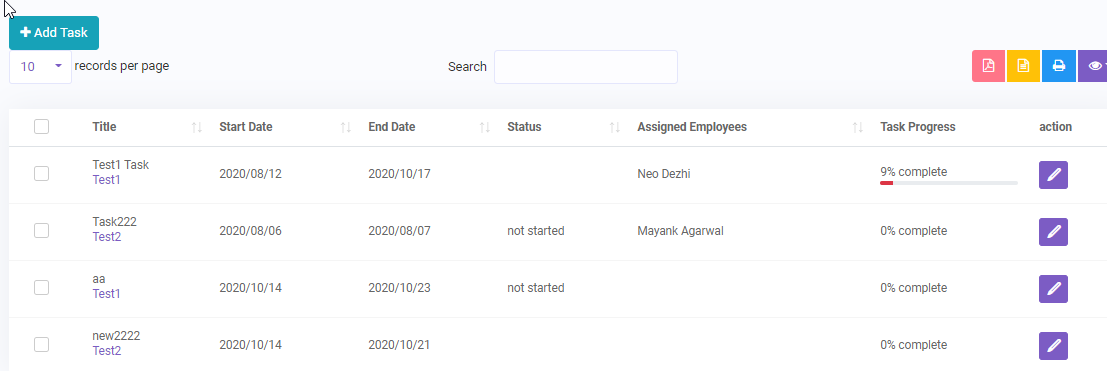 Add Task
10 records per page Search
Title Start Date End Date Status Assigned Employees Task Progress action
Test1 Task
Test1
2020/08/12 2020/10/17 Neo Dezhi 9% complete
Task222
Test2
2020/08/06 2020/08/07 not started Mayank Agarwal 0% complete
aa
Test1
2020/10/14 2020/10/23 not started 0% complete
new2222
Test2
2020/10/14 2020/10/21 0% complete